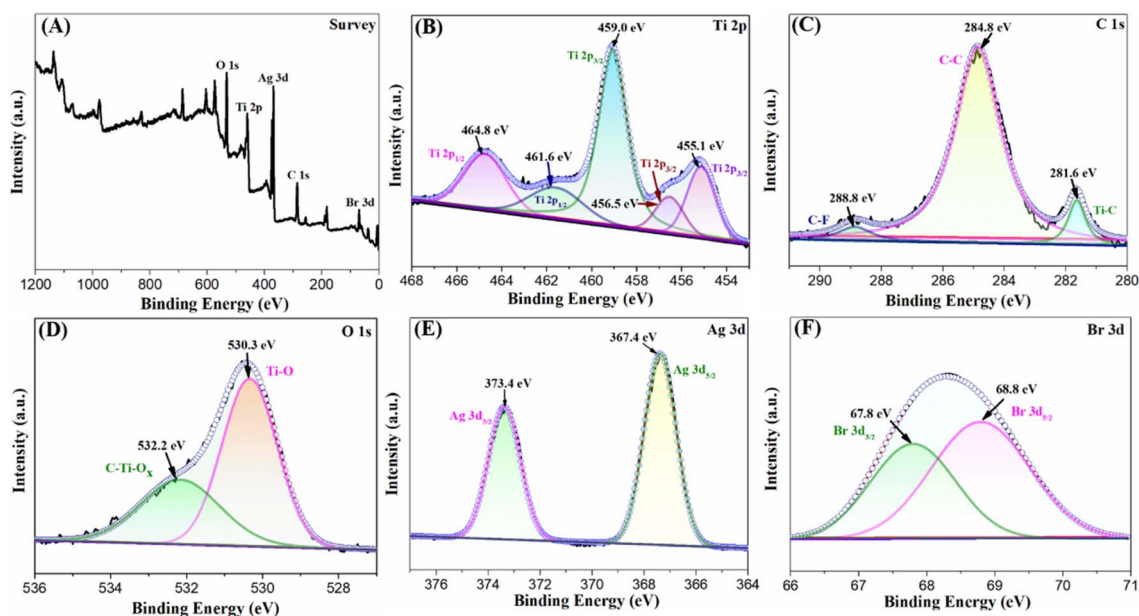 (A)
Survey
O 1s
Ag 3d
Ti 2p
C 1s
Br 3d
Intensity (a.u.)
1200 1000 800 600 400 200 0
Binding Energy (eV)
(B)
Ti 2p
459.0 eV
Ti 2p3/2
464.8 eV
Ti 2p1/2
461.6 eV
Ti 2p1/2
Ti 2p3/2
456.5 eV
455.1 eV
Ti 2p3/2
Intensity (a.u.)
468 466 464 462 460 458 456 454
Binding Energy (eV)
(C)
C 1s
284.8 eV
C-C
281.6 eV
Ti-C
288.8 eV
C-F
Intensity (a.u.)
290 288 286 284 282 280
Binding Energy (eV)
(D)
O 1s
530.3 eV
Ti-O
532.2 eV
C-Ti-Ox
Intensity (a.u.)
536 534 532 530 528
Binding Energy (eV)
(E)
Ag 3d
367.4 eV
373.4 eV
Ag 3d5/2
Ag 3d3/2
Intensity (a.u.)
376 374 372 370 368 366 364
Binding Energy (eV)
(F)
Br 3d
68.8 eV
67.8 eV
Br 3d5/2
Br 3d3/2
Intensity (a.u.)
66 67 68 69 70 71
Binding Energy (eV)